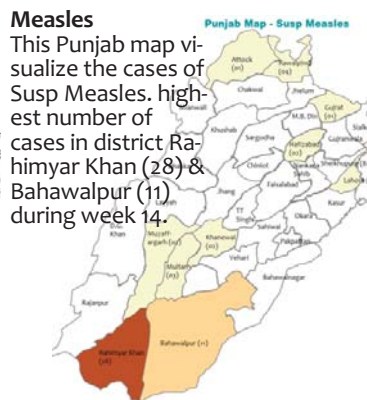 Measles
Punjab Map - Susp Measles
This Punjab map vi-
sualize the cases of
Susp Measles. high-
est number of
cases in district Ra-
himyar Khan (28) &
Bahawalpur (11)
during week 14.
Attock
Rawalpindi
Chakwal
Jhelum
Gujrat
M.B. Din
Khushab
Sargodha
Hafizabad
Gujranwala
Chiniot
Sheikhupura
Nankana
Sahib
Faisalabad
Lahore
Jhang
Kasur
TT
Singh
Okara
Sahiwal
Khan
Muzaff-
Khanewal
Pakpattan
Multan
Vehari
Bahawalnagar
Rajanpur
Bahawalpur (11)
Rahimyar Khan
(28)